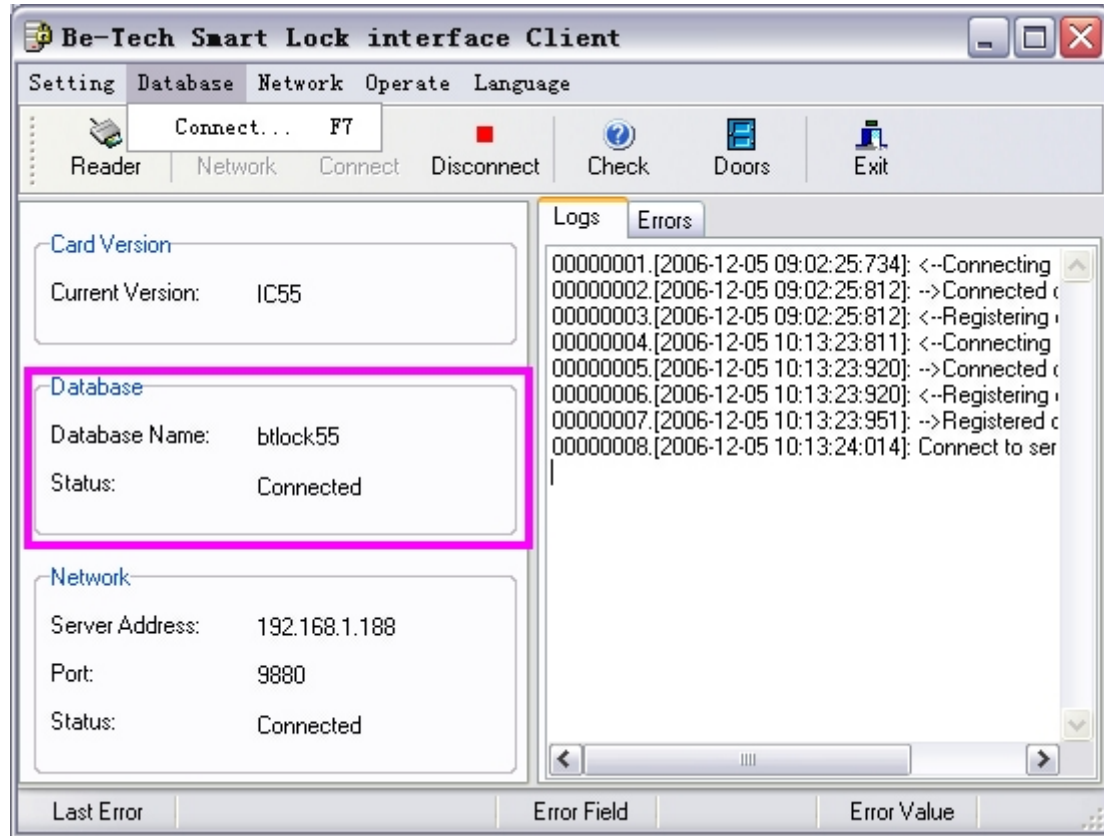 Be-Tech Smart Lock interface Client
Setting Database Network Operate Language
Connect... F7
Reader Network Connect Disconnect Check Doors Exit
Card Version
Current Version: IC55
Database
Database Name: btlock55
Status: Connected
Network
Server Address: 192.168.1.188
Port: 9880
Status: Connected
Logs Errors
00000001.[2006-12-05 09:02:25:734]: <--Connecting
00000002.[2006-12-05 09:02:25:812]: -->Connected
00000003.[2006-12-05 09:02:25:812]: <--Registering
00000004.[2006-12-05 10:13:23:811]: <--Connecting
00000005.[2006-12-05 10:13:23:920]: -->Connected
00000006.[2006-12-05 10:13:23:920]: <--Registering
00000007.[2006-12-05 10:13:23:951]: -->Registered
00000008.[2006-12-05 10:13:24:014]: Connect to ser
Last Error Error Field Error Value